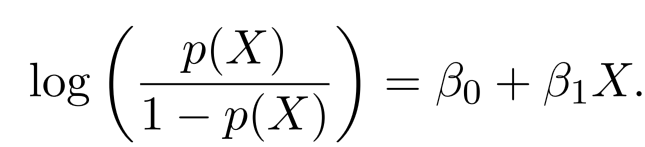 log ( p(X) / (1 − p(X)) ) = β₀ + β₁X.